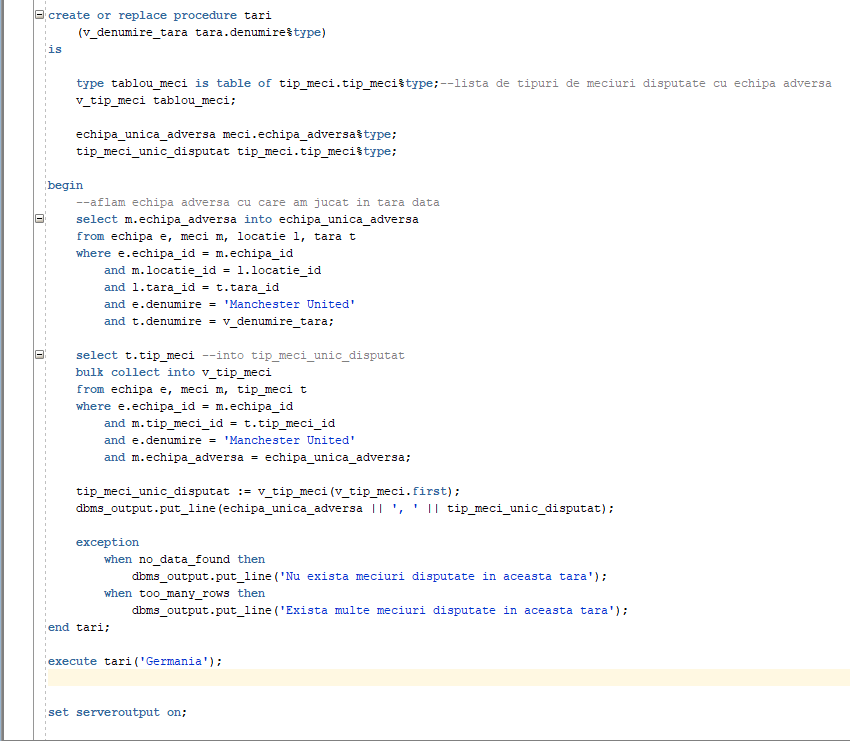 create or replace procedure tari
(v_denumire_tara tara.denumire%type)
is
type tablou_meci is table of tip_meci.tip_meci%type;--lista de tipuri de meciuri disputate cu echipa adversa
v_tip_meci tablou_meci;
echipa_unica_adversa meci.echipa_adversa%type;
tip_meci_unic_disputat tip_meci.tip_meci%type;
begin
--aflam echipa adversa cu care am jucat in tara data
select m.echipa_adversa into echipa_unica_adversa
from echipa e, meci m, locatie l, tara t
where e.echipa_id = m.echipa_id
and m.locatie_id = l.locatie_id
and l.tara_id = t.tara_id
and e.denumire = 'Manchester United'
and t.denumire = v_denumire_tara;
select t.tip_meci --into tip_meci_unic_disputat
bulk collect into v_tip_meci
from echipa e, meci m, tip_meci t
where e.echipa_id = m.echipa_id
and m.tip_meci_id = t.tip_meci_id
and e.denumire = 'Manchester United'
and m.echipa_adversa = echipa_unica_adversa;
tip_meci_unic_disputat := v_tip_meci(v_tip_meci.first);
dbms_output.put_line(echipa_unica_adversa || ', ' || tip_meci_unic_disputat);
exception
when no_data_found then
dbms_output.put_line('Nu exista meciuri disputate in aceasta tara');
when too_many_rows then
dbms_output.put_line('Exista multe meciuri disputate in aceasta tara');
end tari;
execute tari('Germania');
set serveroutput on;